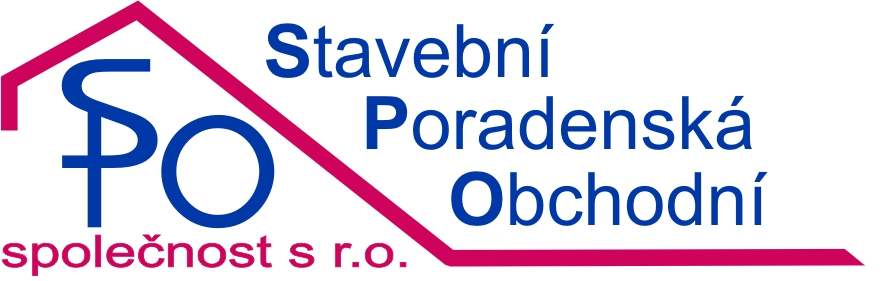 SPO
Stavební
Poradenská
Obchodní
společnost s r.o.